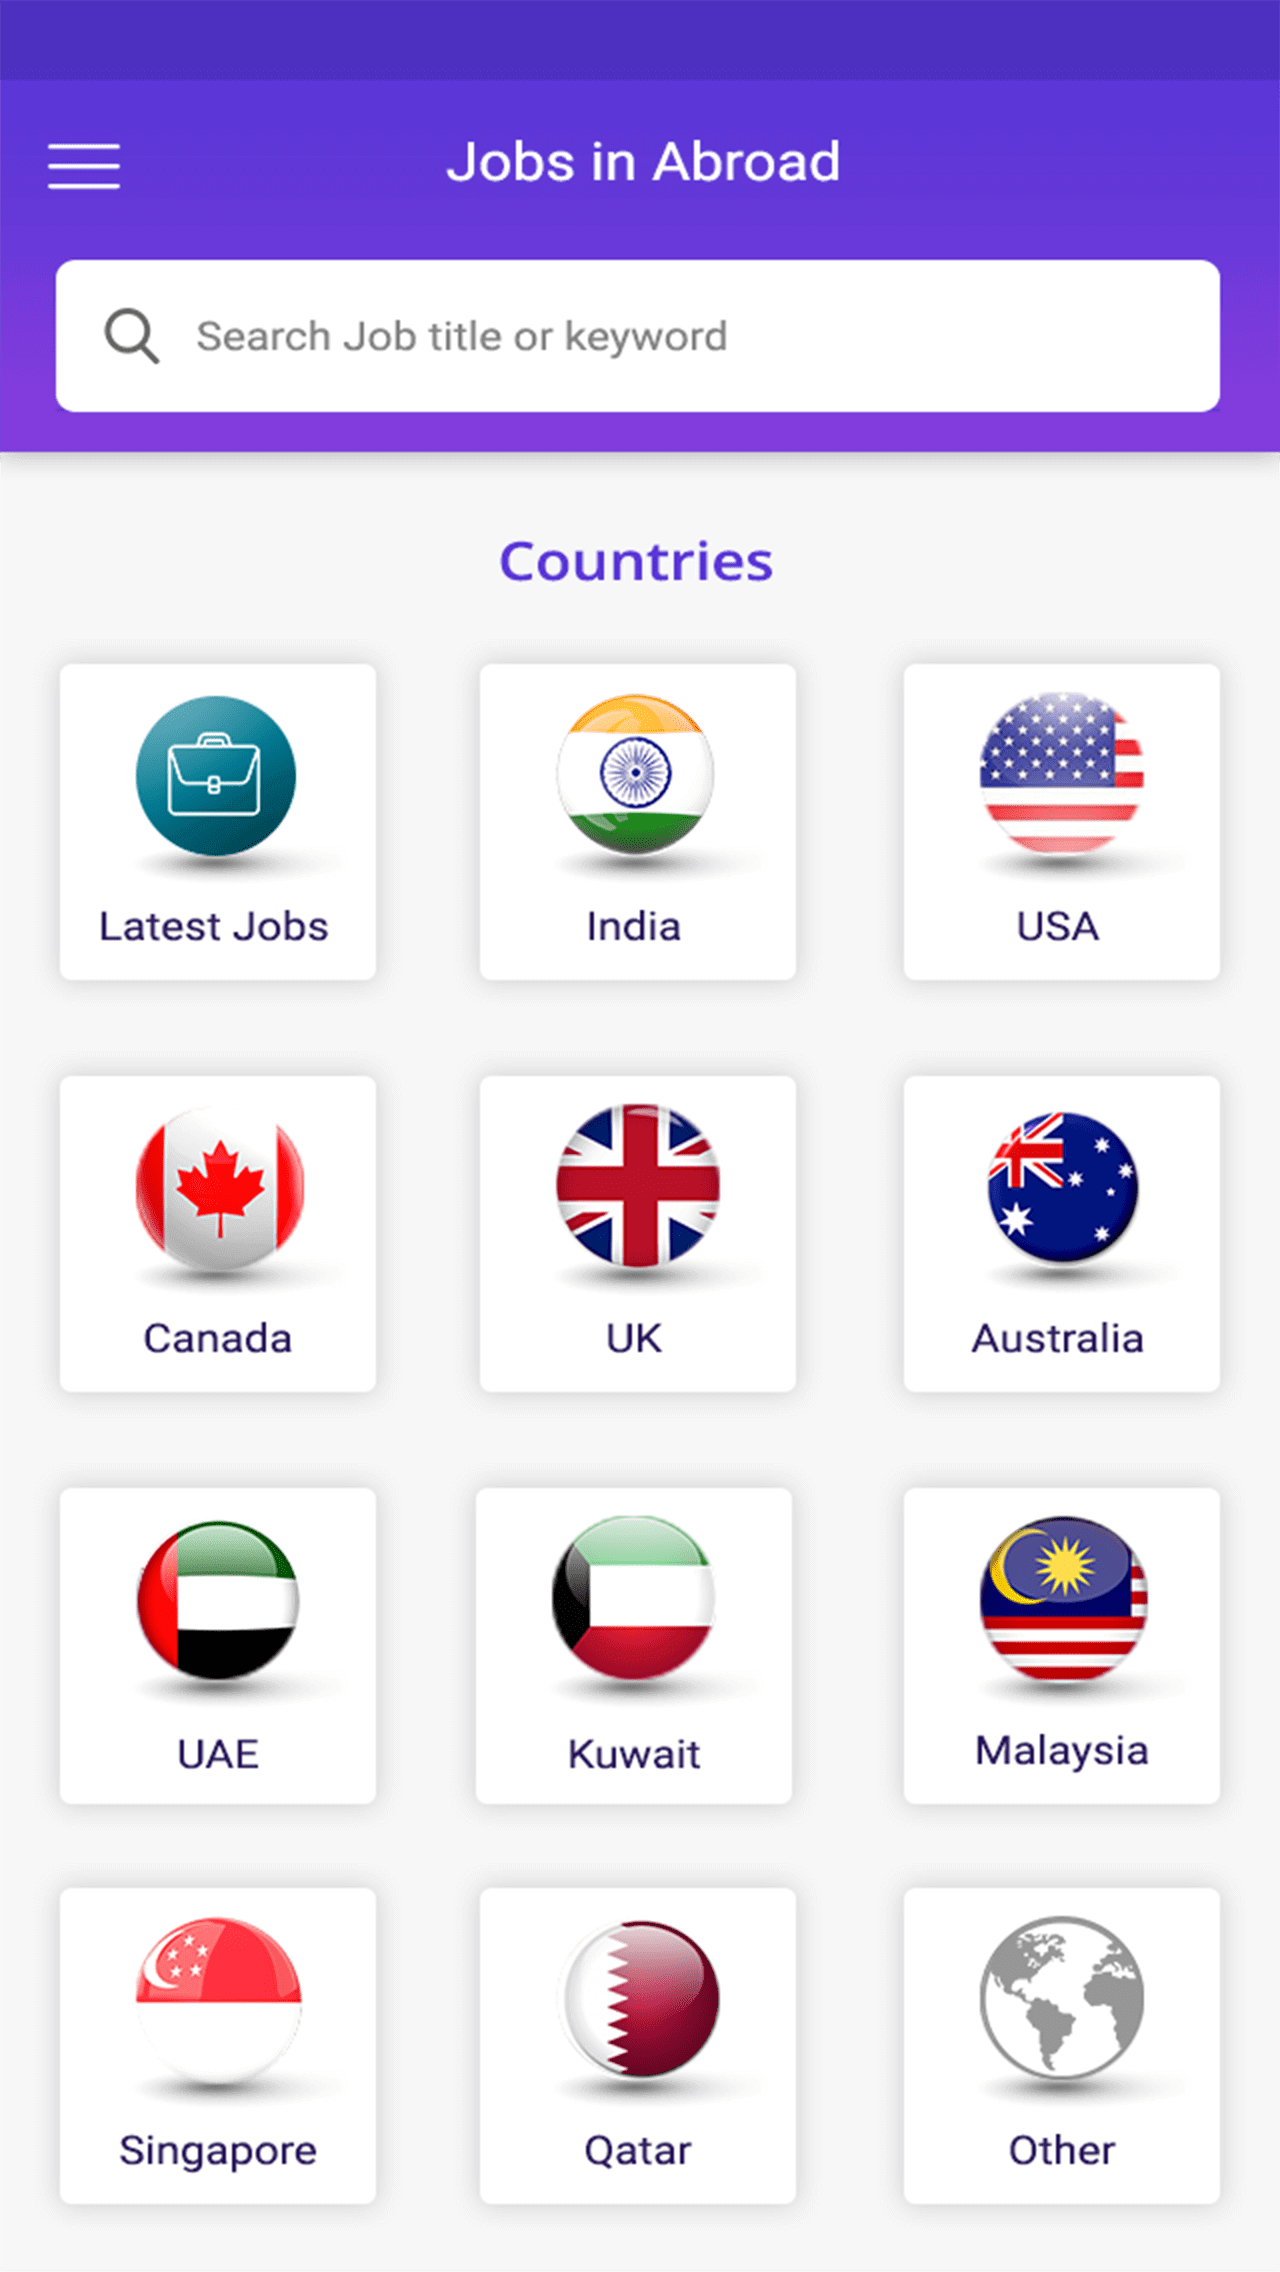 Jobs in Abroad
Search Job title or keyword
Countries
Latest Jobs
India
USA
Canada
UK
Australia
UAE
Kuwait
Malaysia
Singapore
Qatar
Other